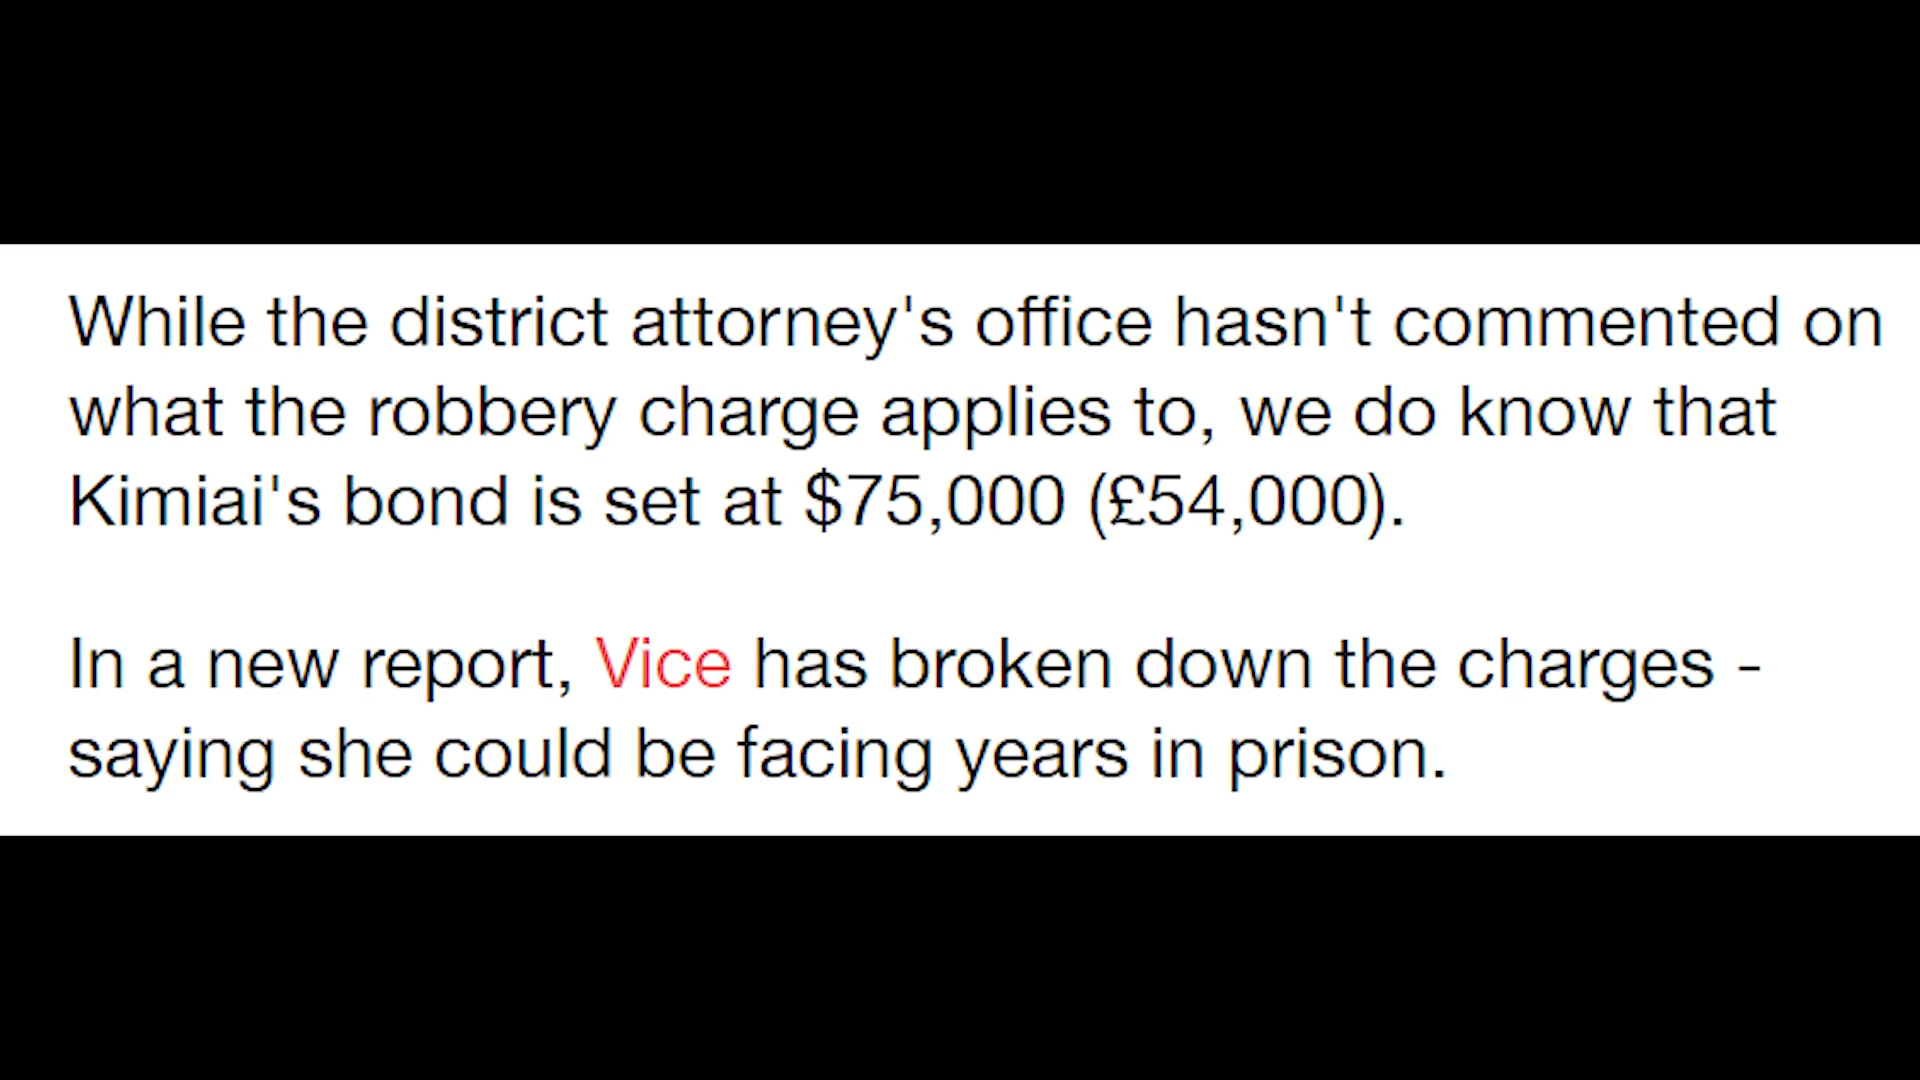 While the district attorney's office hasn't commented on
what the robbery charge applies to, we do know that
Kimiai's bond is set at $75,000 (£54,000).
In a new report, Vice has broken down the charges -
saying she could be facing years in prison.